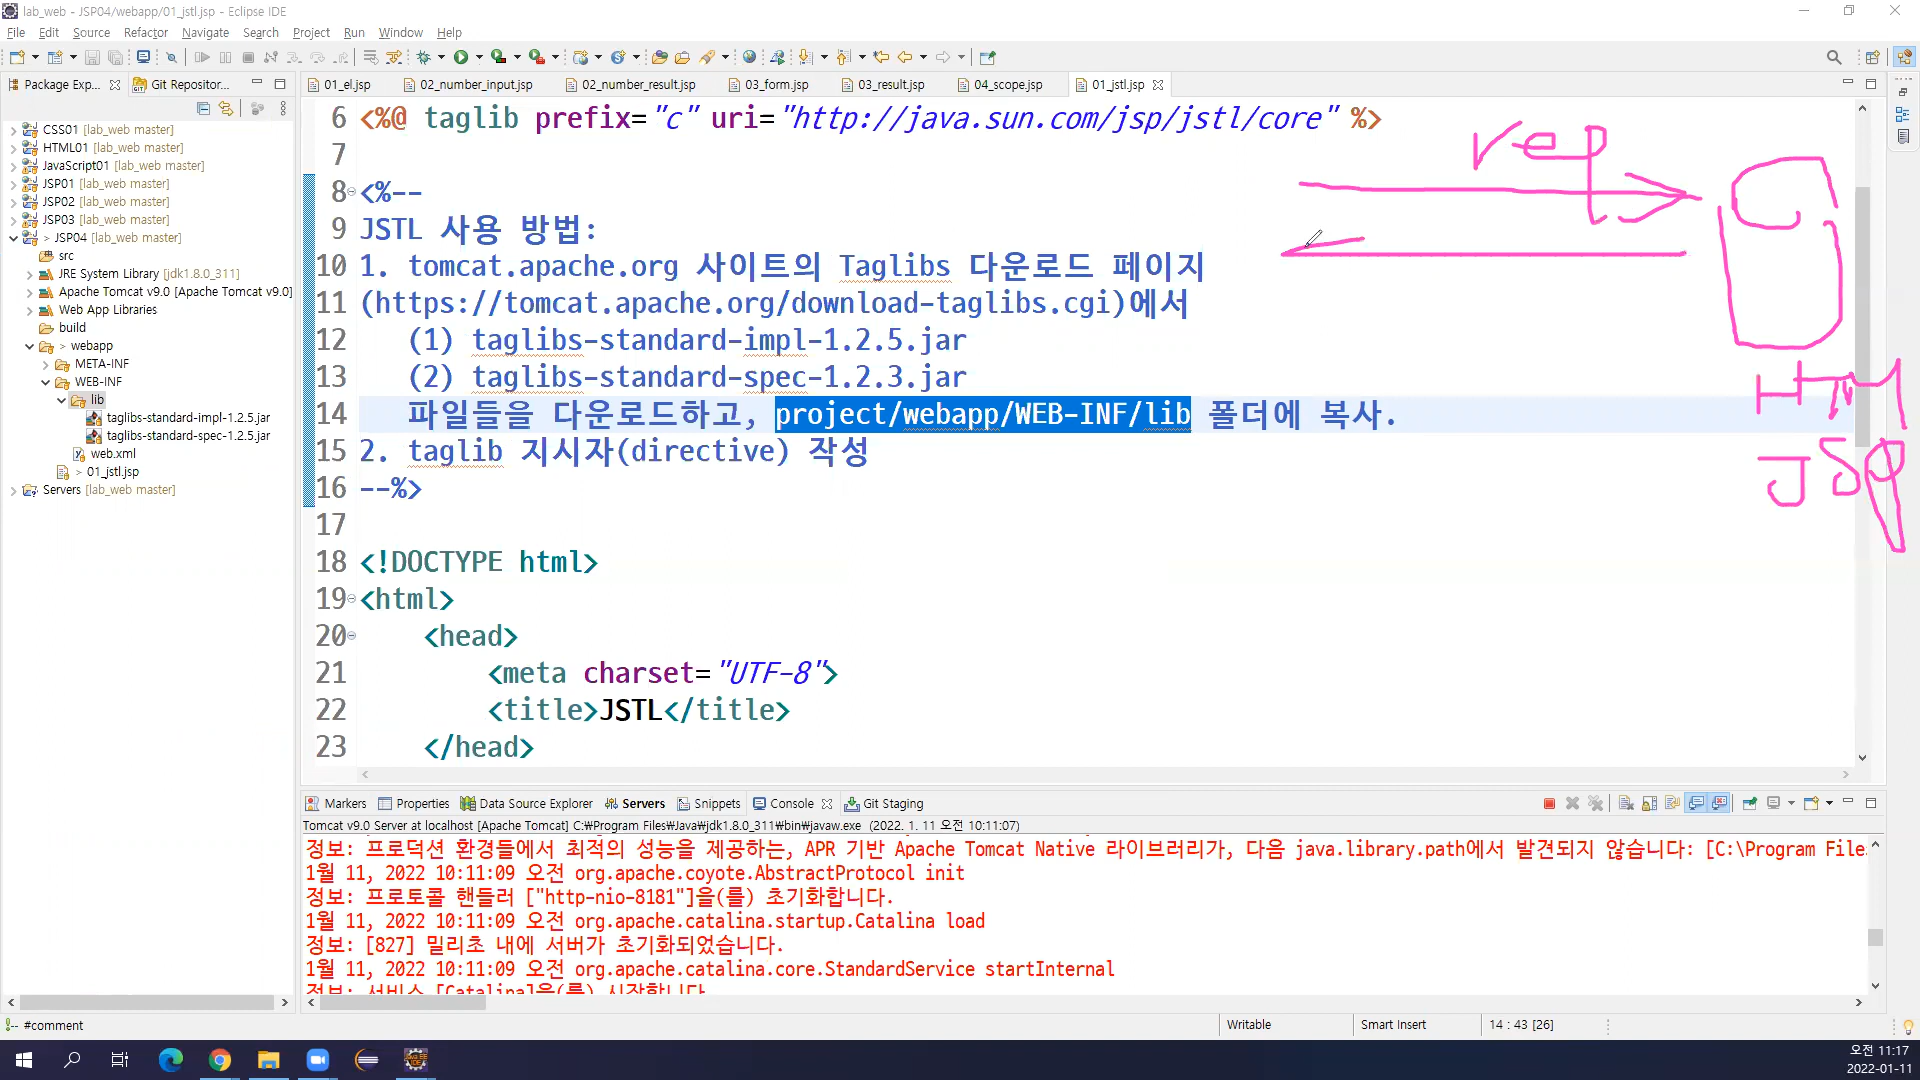 lab_web - JSP04/webapp/01_jstl.jsp - Eclipse IDE
File Edit Source Refactor Navigate Search Project Run Window Help
Package Exp... Git Repositor...
01_el.jsp 02_number_input.jsp 02_number_result.jsp 03_form.jsp 03_result.jsp 04_scope.jsp 01_jstl.jsp
CSS01 [lab_web master]
HTML01 [lab_web master]
JavaScript01 [lab_web master]
JSP01 [lab_web master]
JSP02 [lab_web master]
JSP03 [lab_web master]
> JSP04 [lab_web master]
src
JRE System Library [jdk1.8.0_311]
Apache Tomcat v9.0 [Apache Tomcat v9.0]
Web App Libraries
build
> webapp
META-INF
WEB-INF
lib
taglibs-standard-impl-1.2.5.jar
taglibs-standard-spec-1.2.5.jar
web.xml
> 01_jstl.jsp
Servers [lab_web master]
6 <%@ taglib prefix="c" uri="http://java.sun.com/jsp/jstl/core" %>
7
8 <%--
9 JSTL 사용 방법:
10 1. tomcat.apache.org 사이트의 Taglibs 다운로드 페이지
11 (https://tomcat.apache.org/download-taglibs.cgi)에서
12 (1) taglibs-standard-impl-1.2.5.jar
13 (2) taglibs-standard-spec-1.2.3.jar
14 파일들을 다운로드하고, project/webapp/WEB-INF/lib 폴더에 복사.
15 2. taglib 지시자(directive) 작성
16 --%>
17
18 <!DOCTYPE html>
19 <html>
20 <head>
21 <meta charset="UTF-8">
22 <title>JSTL</title>
23 </head>
req
HTML
JSP
Markers Properties Data Source Explorer Servers Snippets Console Git Staging
Tomcat v9.0 Server at localhost [Apache Tomcat] C:₩Program Files₩Java₩jdk1.8.0_311₩bin₩javaw.exe (2022. 1. 11 오전 10:11:07)
정보: 프로덕션 환경들에서 최적의 성능을 제공하는, APR 기반 Apache Tomcat Native 라이브러리가, 다음 java.library.path에서 발견되지 않습니다: [C:\Program File
1월 11, 2022 10:11:09 오전 org.apache.coyote.AbstractProtocol init
정보: 프로토콜 핸들러 ["http-nio-8181"]을(를) 초기화합니다.
1월 11, 2022 10:11:09 오전 org.apache.catalina.startup.Catalina load
정보: [827] 밀리초 내에 서버가 초기화되었습니다.
1월 11, 2022 10:11:09 오전 org.apache.catalina.core.StandardService startInternal
정보: 서비스 [Catalina]을(를) 시작합니다.
#comment Writable Smart Insert 14 : 43 [26]
오전 11:17
2022-01-11